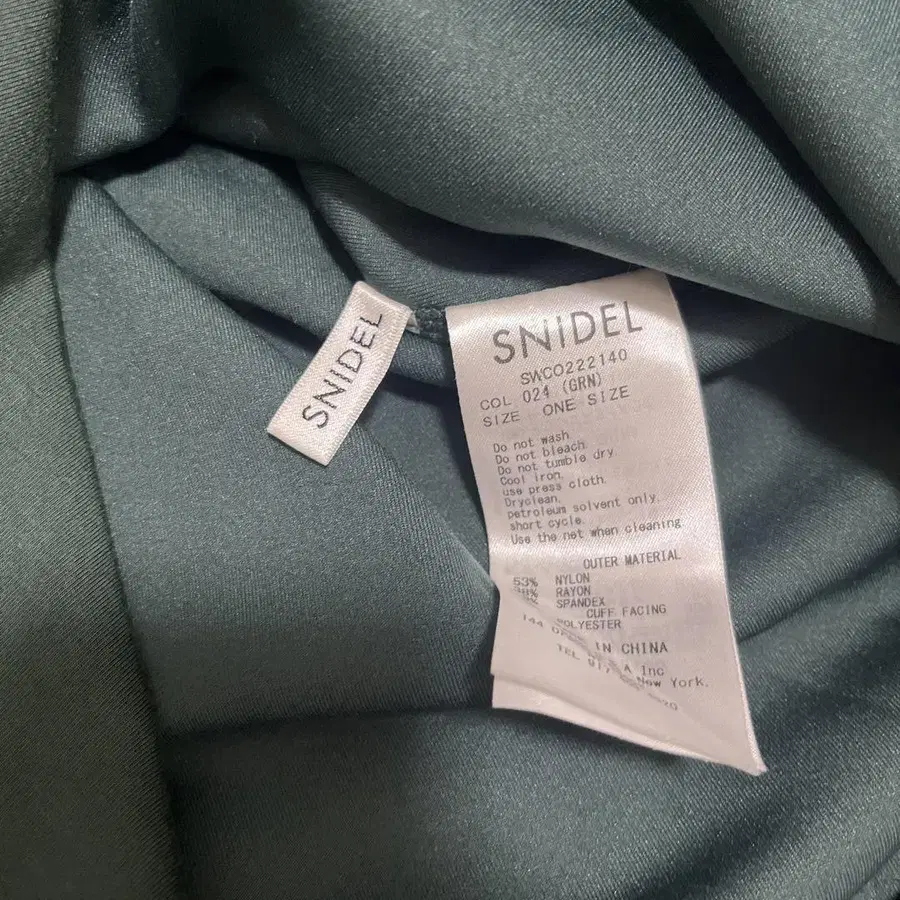 SNIDEL
SNIDEL
SWCO222140
COL 024 (GRN)
SIZE ONE SIZE
Do not wash
Do not bleach
Do not tumble dry
Cool iron.
use press cloth.
Dryclean.
petroleum solvent only.
short cycle.
Use the net when cleaning
OUTER MATERIAL
53% NYLON
RAYON
SPANDEX
CUFF FACING
POLYESTER
IN CHINA
A Inc
New York.